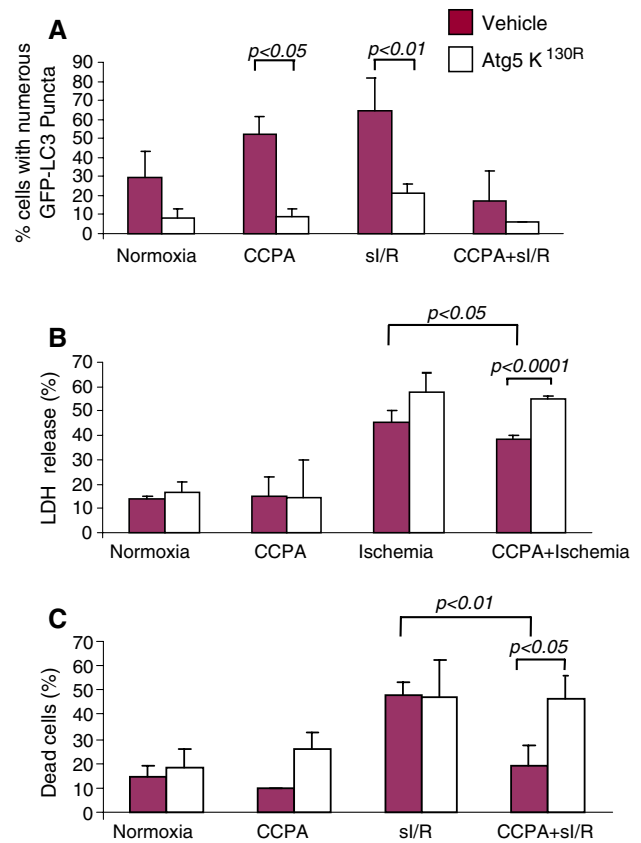 A
Vehicle
Atg5 K 130R
p<0.05
p<0.01
% cells with numerous
GFP-LC3 Puncta
90
80
70
60
50
40
30
20
10
0
Normoxia CCPA sI/R CCPA+sI/R
B
p<0.05
p<0.0001
LDH release (%)
70
60
50
40
30
20
10
0
Normoxia CCPA Ischemia CCPA+Ischemia
C
p<0.01
p<0.05
Dead cells (%)
70
60
50
40
30
20
10
0
Normoxia CCPA sI/R CCPA+sI/R